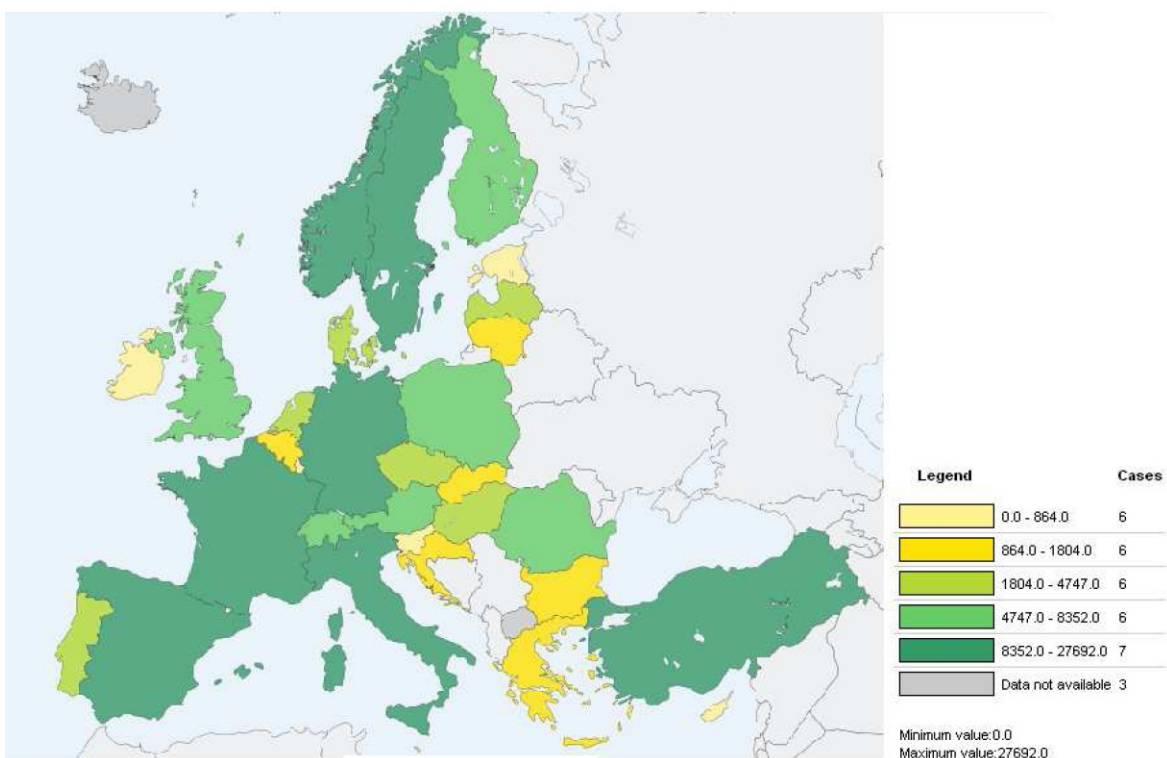 Legend Cases
0.0 - 864.0 6
864.0 - 1804.0 6
1804.0 - 4747.0 6
4747.0 - 8352.0 6
8352.0 - 27692.0 7
Data not available 3
Minimum value:0.0
Maximum value:27692.0